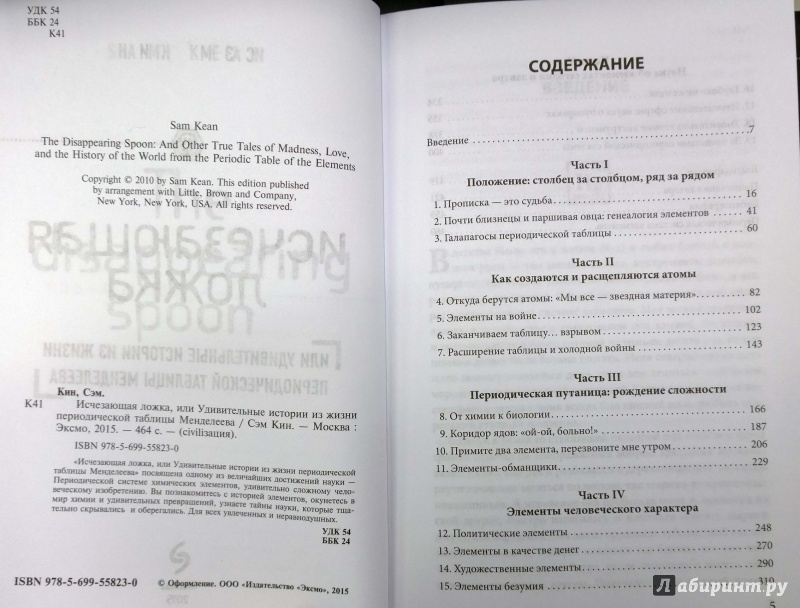 УДК 54
ББК 24
К41
Sam Kean
The Disappearing Spoon: And Other True Tales of Madness, Love,
and the History of the World from the Periodic Table of the Elements
Copyright © 2010 by Sam Kean. This edition published
by arrangement with Little, Brown and Company,
New York, New York, USA. All rights reserved.
Кин, Сэм.
К41 Исчезающая ложка, или Удивительные истории из жизни
периодической таблицы Менделеева / Сэм Кин. — Москва :
Эксмо, 2015. — 464 с. — (civiлизация).
ISBN 978-5-699-55823-0
«Исчезающая ложка, или Удивительные истории из жизни периодической
таблицы Менделеева» посвящена одному из величайших достижений науки —
Периодической системе химических элементов, удивительно сложному чело-
веческому изобретению. Вы познакомитесь с историей элементов, окунетесь в
мир химии и удивительных превращений, узнаете тайны науки, которые тща-
тельно скрывались и оберегались. Для всех увлеченных и неравнодушных.
УДК 54
ББК 24
ISBN 978-5-699-55823-0 © Оформление. ООО «Издательство «Эксмо», 2015
СОДЕРЖАНИЕ
Введение 7
Часть I
Положение: столбец за столбцом, ряд за рядом
1. Прописка — это судьба 16
2. Почти близнецы и паршивая овца: генеалогия элементов 41
3. Галапагосы периодической таблицы 60
Часть II
Как создаются и расщепляются атомы
4. Откуда берутся атомы: «Мы все — звездная материя» 82
5. Элементы на войне 102
6. Заканчиваем таблицу… взрывом 123
7. Расширение таблицы и холодной войны 143
Часть III
Периодическая путаница: рождение сложности
8. От химии к биологии 166
9. Коридор ядов: «ой-ой, больно!» 187
10. Примите два элемента, перезвоните мне утром 206
11. Элементы-обманщики 229
Часть IV
Элементы человеческого характера
12. Политические элементы 248
13. Элементы в качестве денег 270
14. Художественные элементы 290
15. Элементы безумия 310
5
Лабиринт.ру